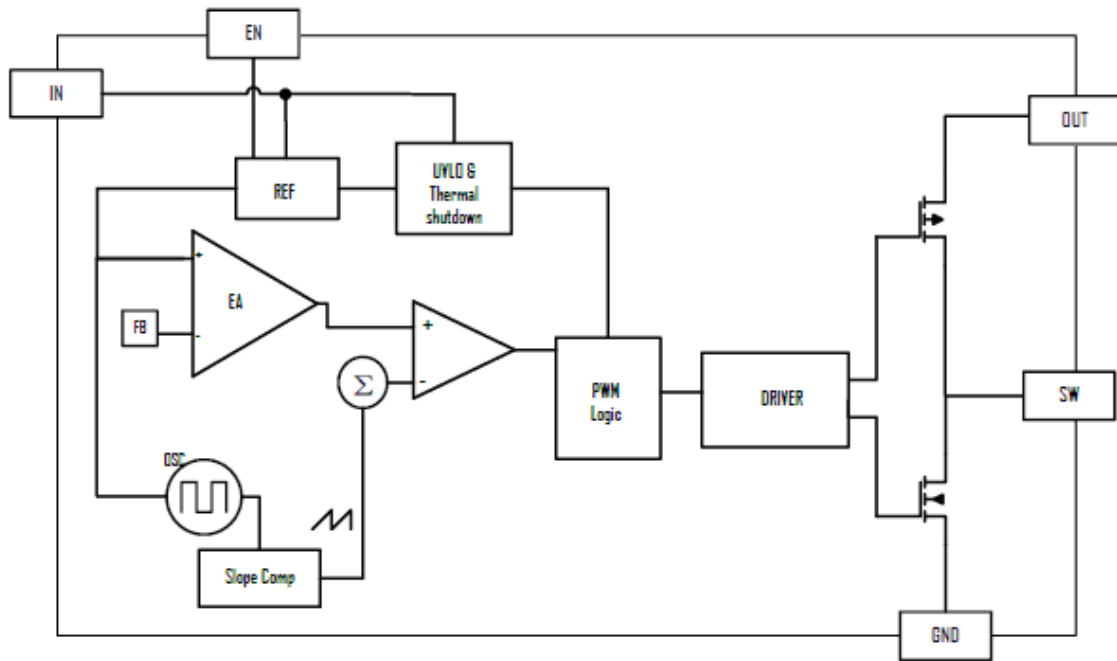 EN
IN
OUT
REF
UVLO &
Thermal
shutdown
+
EA
FB
-
+
Σ
-
PWM
Logic
DRIVER
SW
OSC
Slope Comp
GND